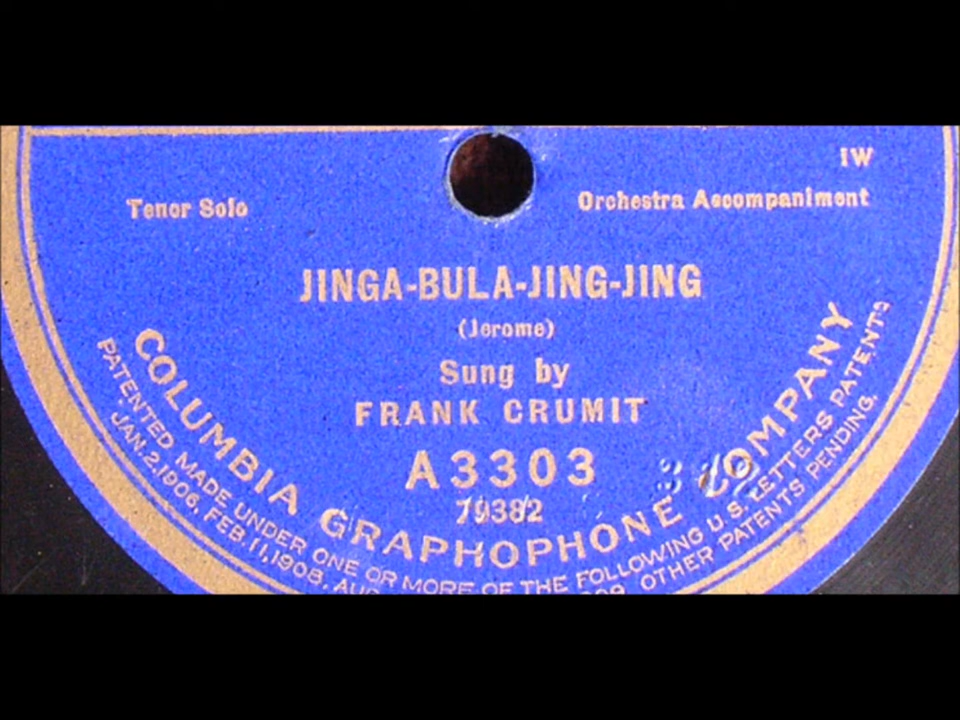 IW
Tenor Solo
Orchestra Accompaniment
JINGA-BULA-JING-JING
(Jerome)
Sung by
FRANK CRUMIT
A3303
79382
COLUMBIA GRAPHOPHONE COMPANY
PATENTED MADE UNDER ONE OR MORE OF THE FOLLOWING U.S. LETTERS PATENTS
JAN.2,1906, FEB.11,1908, AUG OTHER PATENTS PENDING.